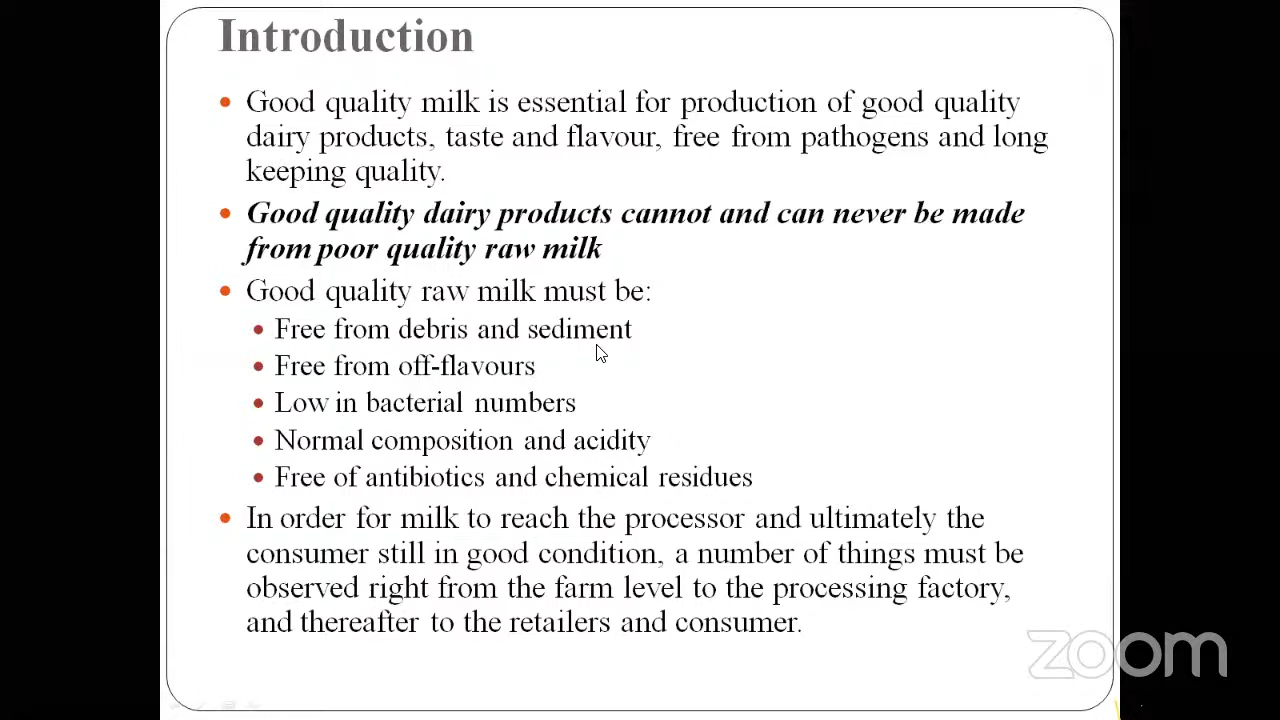 Introduction
• Good quality milk is essential for production of good quality
dairy products, taste and flavour, free from pathogens and long
keeping quality.
• Good quality dairy products cannot and can never be made
from poor quality raw milk
• Good quality raw milk must be:
• Free from debris and sediment
• Free from off-flavours
• Low in bacterial numbers
• Normal composition and acidity
• Free of antibiotics and chemical residues
• In order for milk to reach the processor and ultimately the
consumer still in good condition, a number of things must be
observed right from the farm level to the processing factory,
and thereafter to the retailers and consumer.
zoom